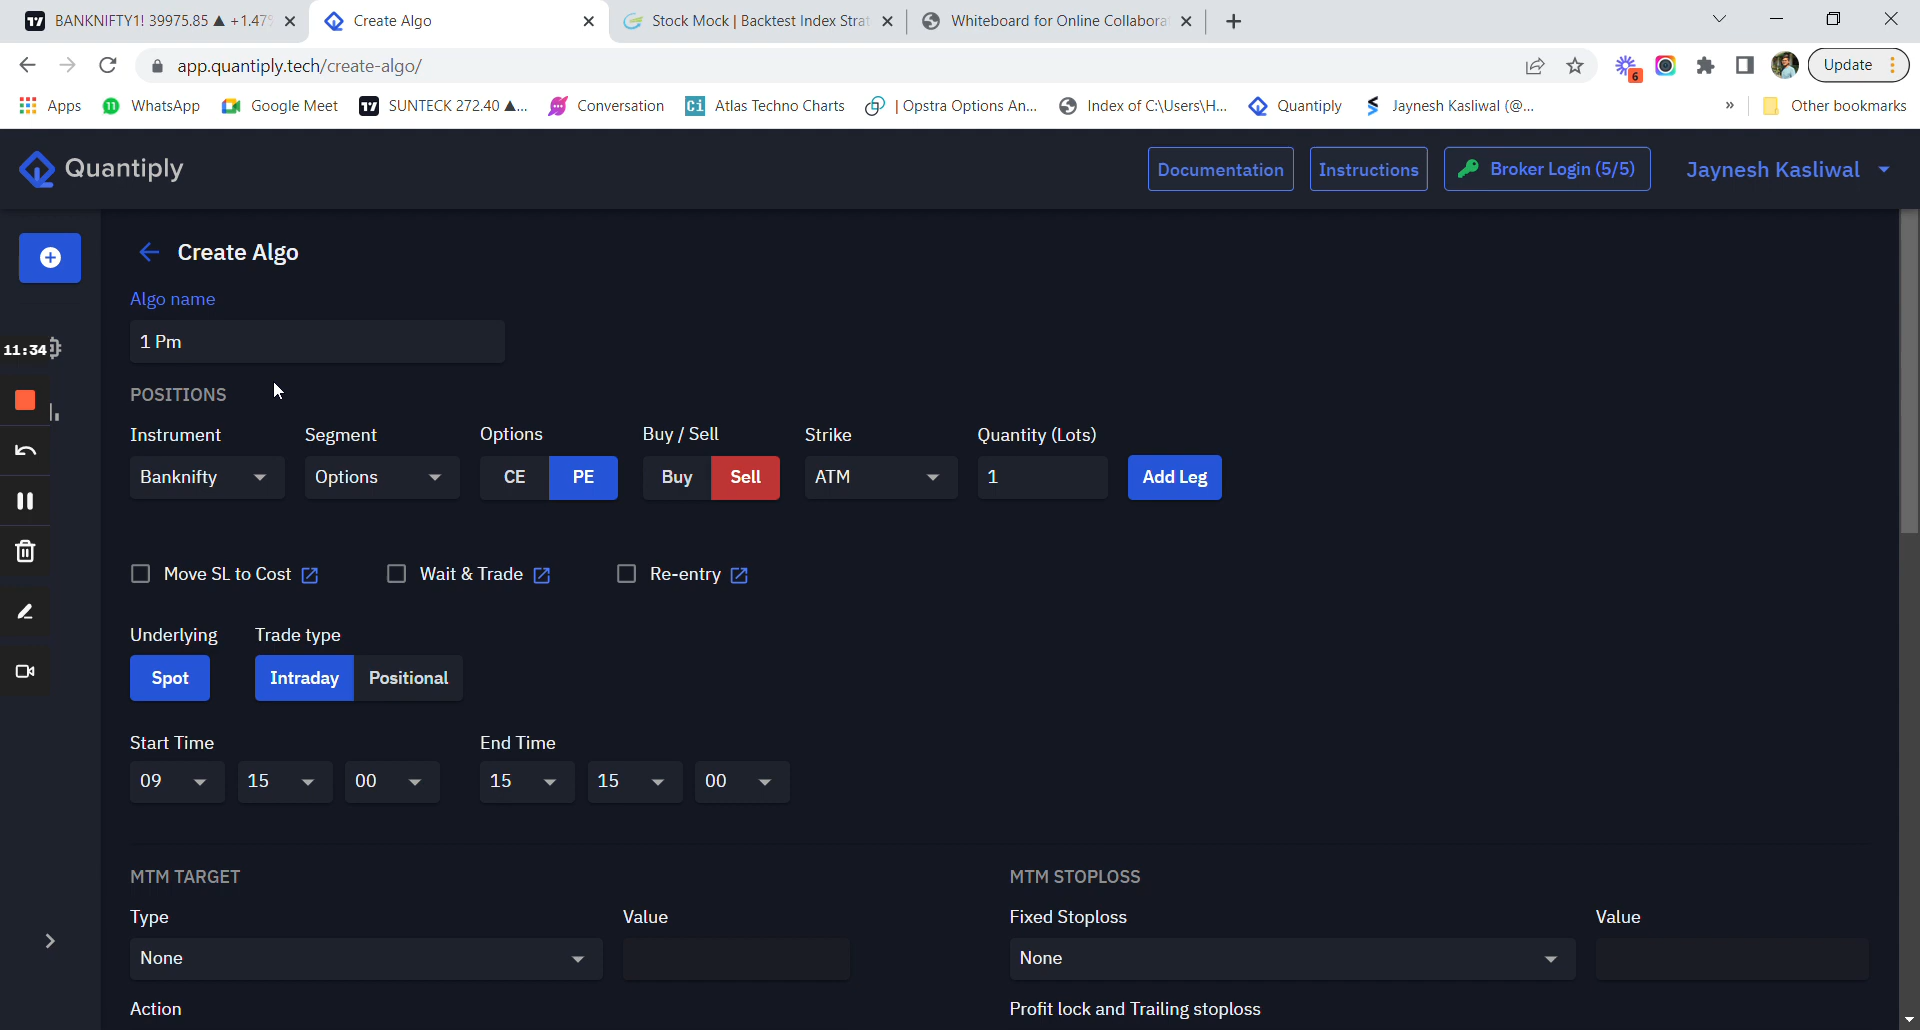 BANKNIFTY1! 39975.85 ▲ +1.47%
Create Algo
Stock Mock | Backtest Index Strat
Whiteboard for Online Collaborat
app.quantiply.tech/create-algo/
6
Update
Apps
11
WhatsApp
Google Meet
SUNTECK 272.40 ▲...
Conversation
Ci
Atlas Techno Charts
| Opstra Options An...
Index of C:\Users\H...
Quantiply
Jaynesh Kasliwal (@...
»
Other bookmarks
Quantiply
Documentation
Instructions
Broker Login (5/5)
Jaynesh Kasliwal
Create Algo
Algo name
1 Pm
11:34
POSITIONS
Instrument Segment Options Buy / Sell Strike Quantity (Lots)
Banknifty Options CE PE Buy Sell ATM 1 Add Leg
Move SL to Cost Wait & Trade Re-entry
Underlying Trade type
Spot Intraday Positional
Start Time End Time
09 15 00 15 15 00
MTM TARGET MTM STOPLOSS
Type Value Fixed Stoploss Value
None None
Action Profit lock and Trailing stoploss